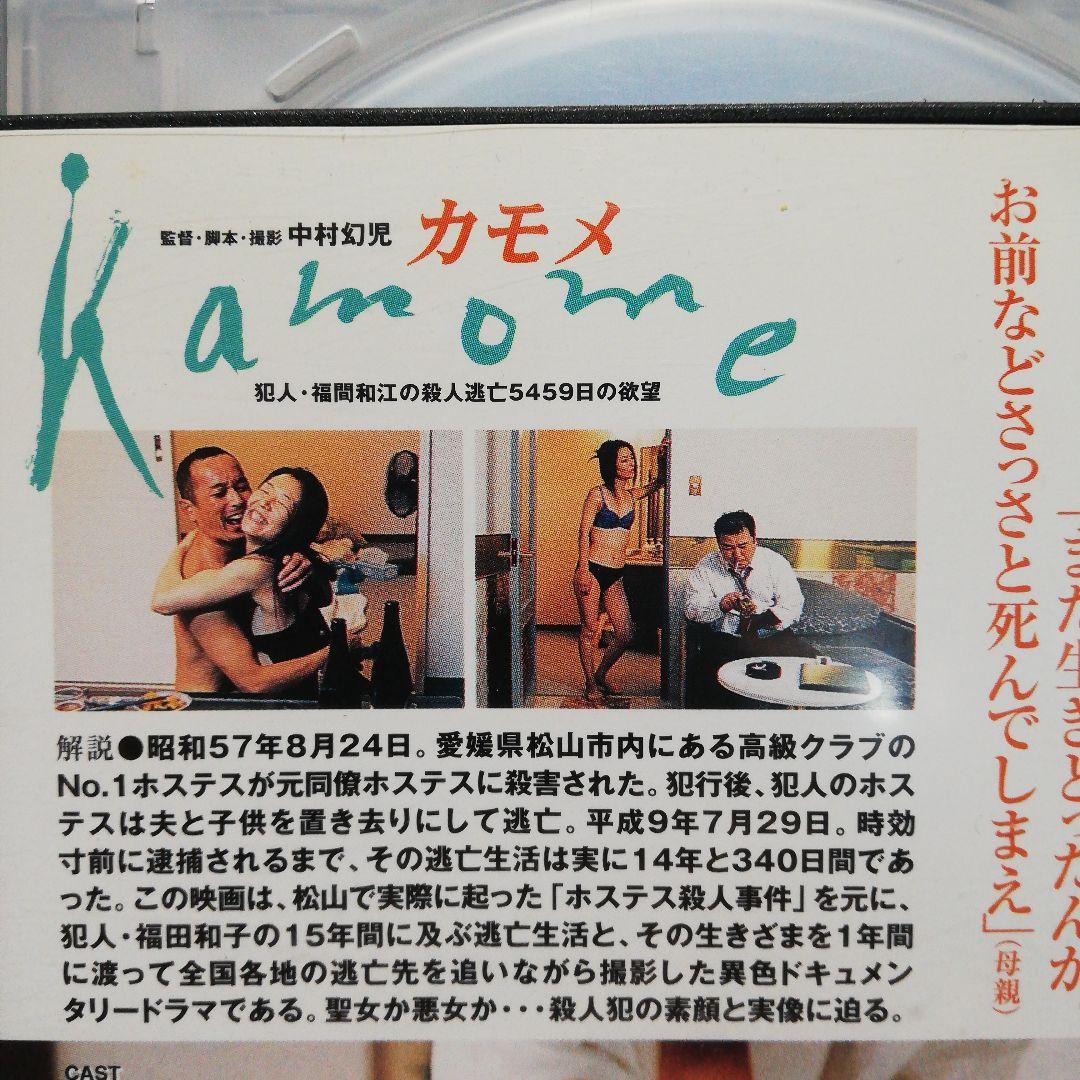 監督・脚本・撮影 中村幻児 カモメ
Kamome
犯人・福間和江の殺人逃亡5459日の欲望
解説●昭和57年8月24日。愛媛県松山市内にある高級クラブの
No.1ホステスが元同僚ホステスに殺害された。犯行後、犯人のホス
テスは夫と子供を置き去りにして逃亡。平成9年7月29日。時効
寸前に逮捕されるまで、その逃亡生活は実に14年と340日間であ
った。この映画は、松山で実際に起った「ホステス殺人事件」を元に、
犯人・福田和子の15年間に及ぶ逃亡生活と、その生きざまを1年間
に渡って全国各地の逃亡先を追いながら撮影した異色ドキュメン
タリードラマである。聖女か悪女か・・・殺人犯の素顔と実像に迫る。
「まだ生きとったんか
お前などさっさと死んでしまえ」(母親)
CAST